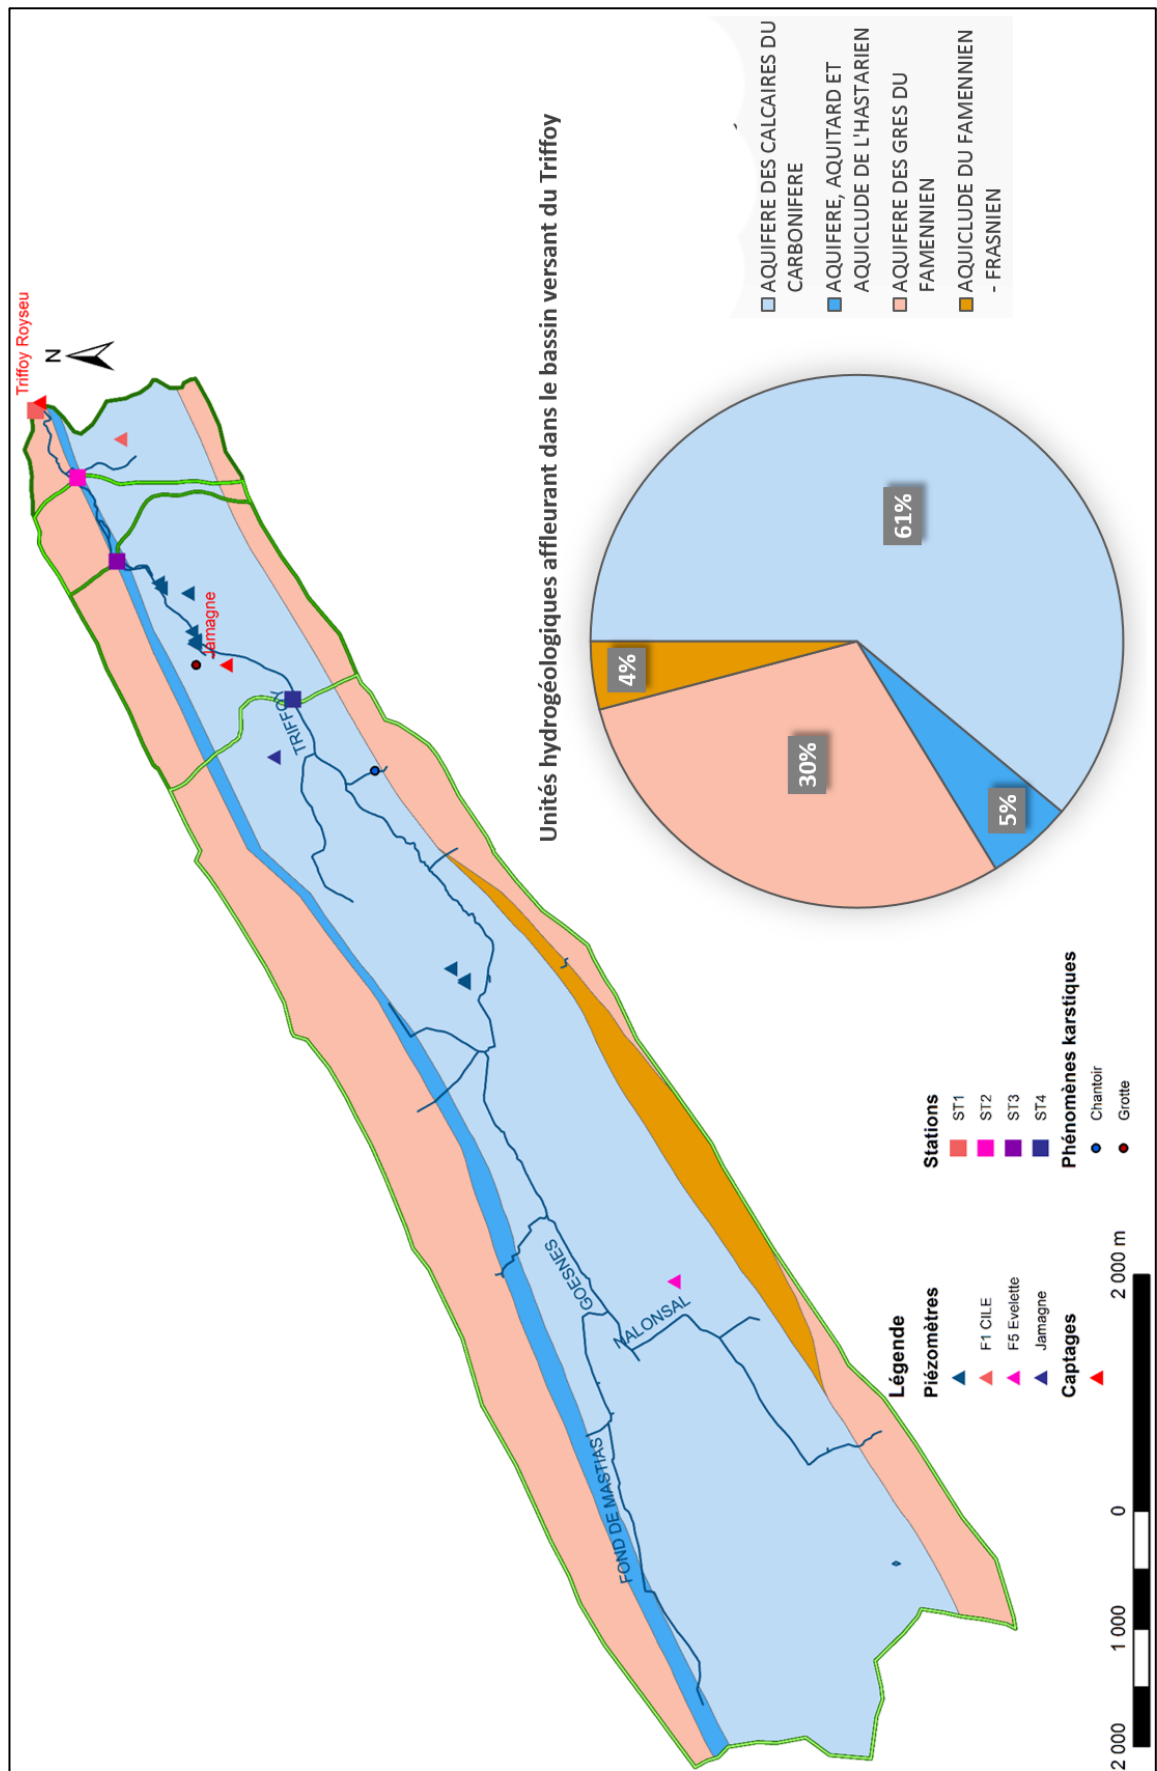 Triffoy Royseu
N
Jamagne
TRIFFOY
GOESNES
NALONSAL
FOND DE MASTIAS
Unités hydrogéologiques affleurant dans le bassin versant du Triffoy
61%
5%
30%
4%
AQUIFERE DES CALCAIRES DU
CARBONIFERE
AQUIFERE, AQUITARD ET
AQUICLUDE DE L'HASTARIEN
AQUIFERE DES GRES DU
FAMENNIEN
AQUICLUDE DU FAMENNIEN
- FRASNIEN
Légende
Piézomètres
F1 CILE
F5 Evelette
Jamagne
Captages
Stations
ST1
ST2
ST3
ST4
Phénomènes karstiques
Chantoir
Grotte
2 000 1 000 0 2 000 m